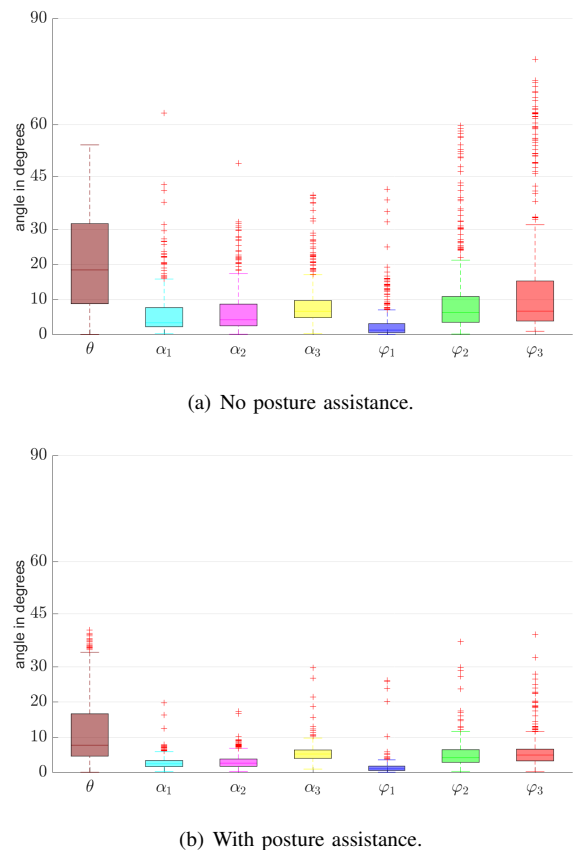 90
60
45
30
20
10
0
angle in degrees
θ α₁ α₂ α₃ φ₁ φ₂ φ₃
(a) No posture assistance.
90
60
45
30
20
10
0
angle in degrees
θ α₁ α₂ α₃ φ₁ φ₂ φ₃
(b) With posture assistance.